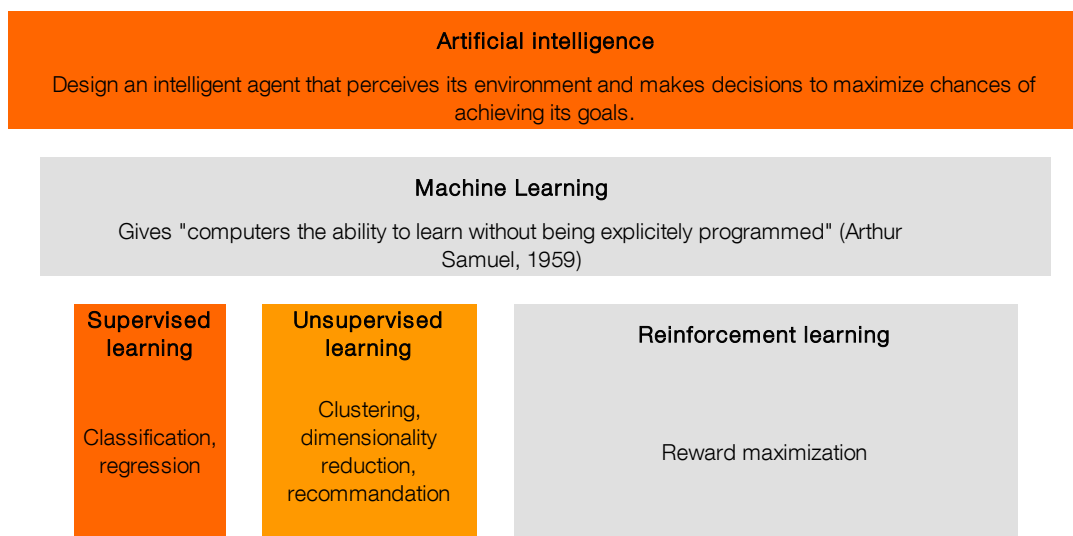 Artificial intelligence
Design an intelligent agent that perceives its environment and makes decisions to maximize chances of
achieving its goals.
Machine Learning
Gives "computers the ability to learn without being explicitely programmed" (Arthur
Samuel, 1959)
Supervised
learning
Classification,
regression
Unsupervised
learning
Clustering,
dimensionality
reduction,
recommandation
Reinforcement learning
Reward maximization